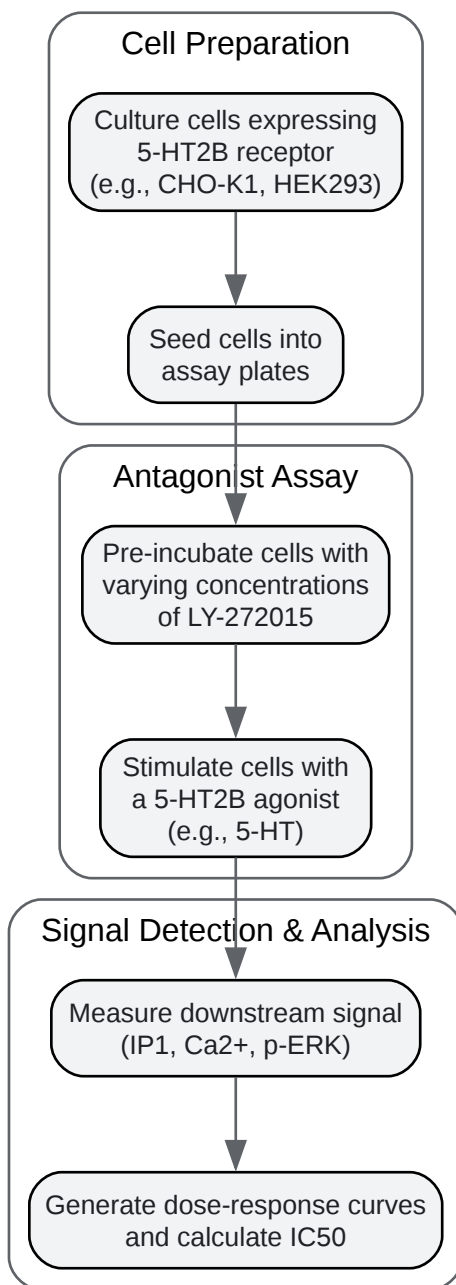 Cell Preparation
Culture cells expressing
5-HT2B receptor
(e.g., CHO-K1, HEK293)
Seed cells into
assay plates
Antagonist Assay
Pre-incubate cells with
varying concentrations
of LY-272015
Stimulate cells with
a 5-HT2B agonist
(e.g., 5-HT)
Signal Detection & Analysis
Measure downstream signal
(IP1, Ca2+, p-ERK)
Generate dose-response curves
and calculate IC50